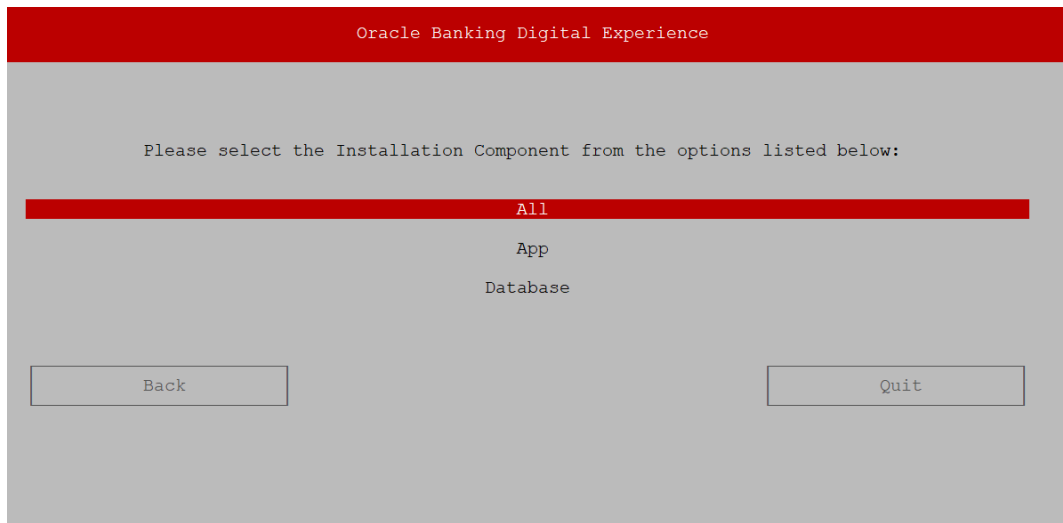 Oracle Banking Digital Experience
Please select the Installation Component from the options listed below:
All
App
Database
Back
Quit